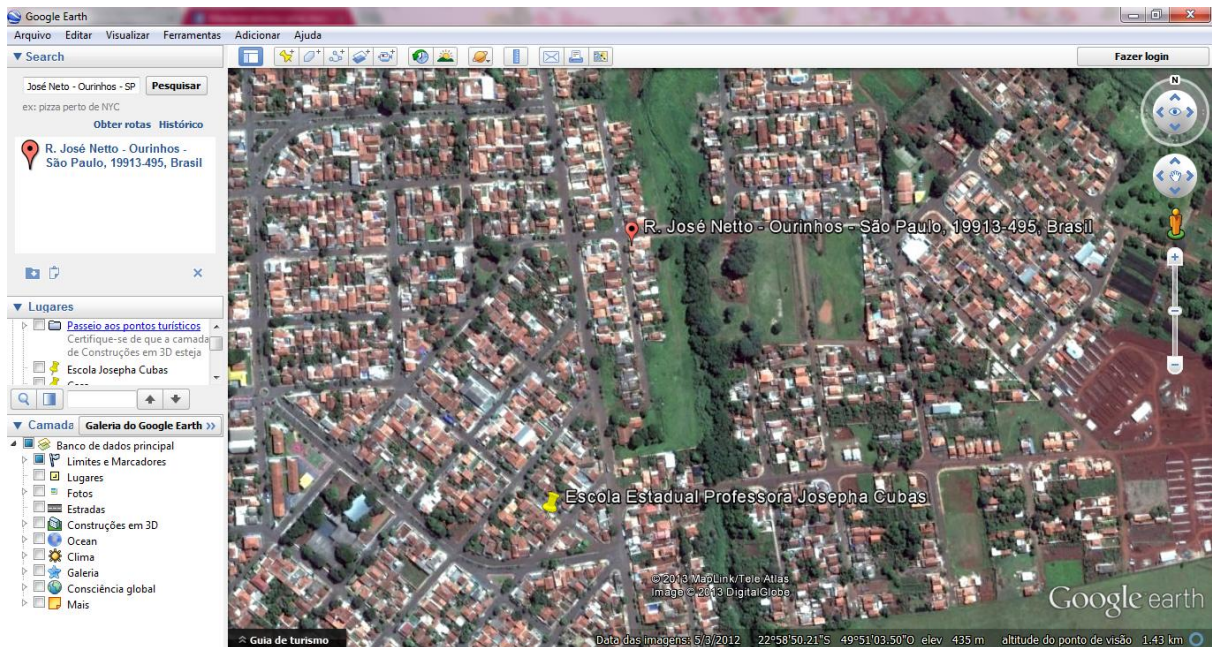 Google Earth
Arquivo Editar Visualizar Ferramentas Adicionar Ajuda
Search
José Neto - Ourinhos - SP Pesquisar
ex: pizza perto de NYC
Obter rotas Histórico
R. José Netto - Ourinhos -
São Paulo, 19913-495, Brasil
Lugares
Passeio aos pontos turísticos
Certifique-se de que a camada
de Construções em 3D esteja
Escola Josepha Cubas
Camada Galeria do Google Earth >>
Banco de dados principal
Limites e Marcadores
Lugares
Fotos
Estradas
Construções em 3D
Ocean
Clima
Galeria
Consciência global
Mais
Fazer login
N
R. José Netto - Ourinhos - São Paulo, 19913-495, Brasil
Escola Estadual Professora Josepha Cubas
© 2013 MapLink/Tele Atlas
Image © 2013 DigitalGlobe
Google earth
Guia de turismo
Data das imagens: 5/3/2012 22°58'50.21"S 49°51'03.50"O elev 435 m altitude do ponto de visão 1.43 km